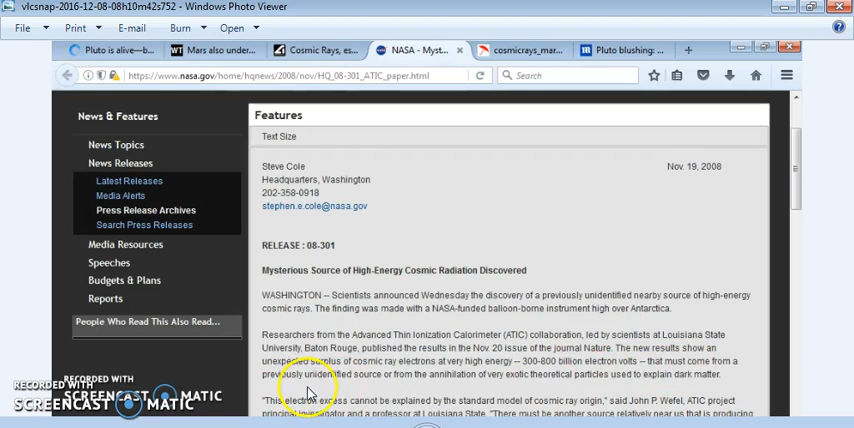 vlcsnap-2016-12-08-08h10m42s752 - Windows Photo Viewer
File Print E-mail Burn Open
Pluto is alive—b... Mars also under... Cosmic Rays, es... NASA - Myst... cosmicrays_mar... Pluto blushing: ...
https://www.nasa.gov/home/hqnews/2008/nov/HQ_08-301_ATIC_paper.html Search
News & Features
News Topics
News Releases
Latest Releases
Media Alerts
Press Release Archives
Search Press Releases
Media Resources
Speeches
Budgets & Plans
Reports
People Who Read This Also Read...
Features
Text Size
Steve Cole Nov. 19, 2008
Headquarters, Washington
202-358-0918
stephen.e.cole@nasa.gov
RELEASE : 08-301
Mysterious Source of High-Energy Cosmic Radiation Discovered
WASHINGTON -- Scientists announced Wednesday the discovery of a previously unidentified nearby source of high-energy
cosmic rays. The finding was made with a NASA-funded balloon-borne instrument high over Antarctica.
Researchers from the Advanced Thin Ionization Calorimeter (ATIC) collaboration, led by scientists at Louisiana State
University, Baton Rouge, published the results in the Nov. 20 issue of the journal Nature. The new results show an
unexpected surplus of cosmic ray electrons at very high energy -- 300-800 billion electron volts -- that must come from a
previously unidentified source or from the annihilation of very exotic theoretical particles used to explain dark matter.
"This electron excess cannot be explained by the standard model of cosmic ray origin," said John P. Wefel, ATIC project
principal investigator and a professor at Louisiana State. "There must be another source relatively near us that is producing
RECORDED WITH
SCREENCAST MATIC
RECORDED WITH
SCREENCAST MATIC